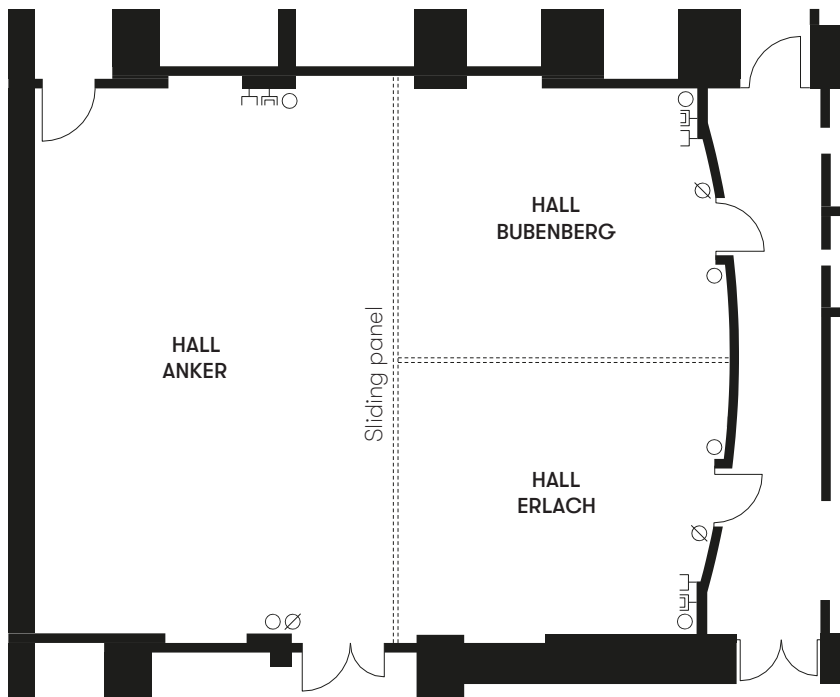 HALL
BUBENBERG
HALL
ANKER
Sliding panel
HALL
ERLACH